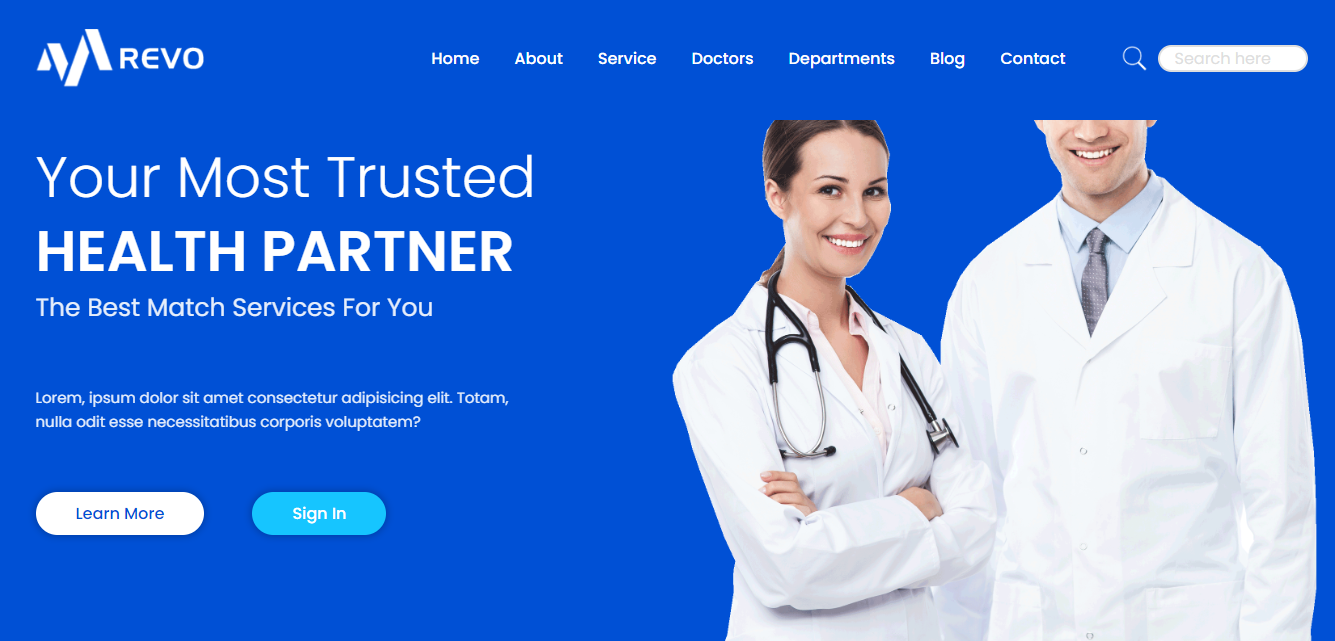 REVO
Home About Service Doctors Departments Blog Contact Search here
Your Most Trusted
HEALTH PARTNER
The Best Match Services For You
Lorem, ipsum dolor sit amet consectetur adipisicing elit. Totam,
nulla odit esse necessitatibus corporis voluptatem?
Learn More Sign In